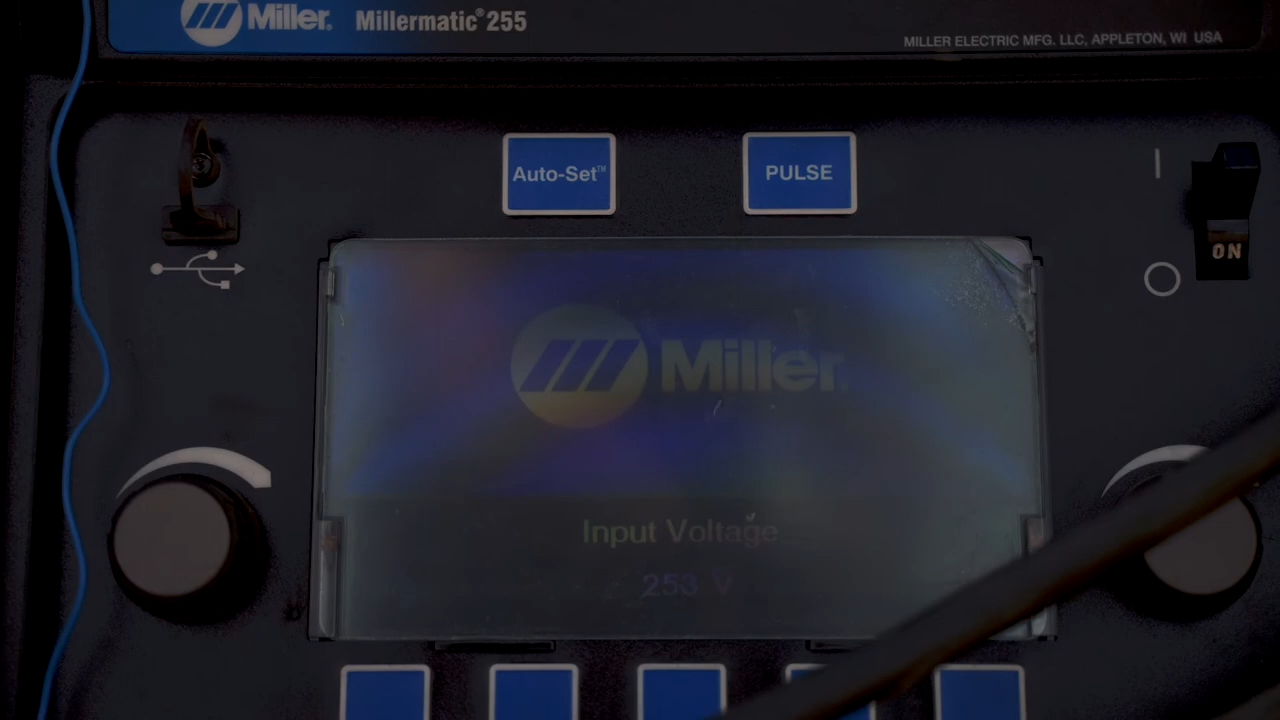 Miller® Millermatic® 255
MILLER ELECTRIC MFG. LLC, APPLETON, WI USA
Auto-Set™
PULSE
ON
Miller®
Input Voltage
253 V